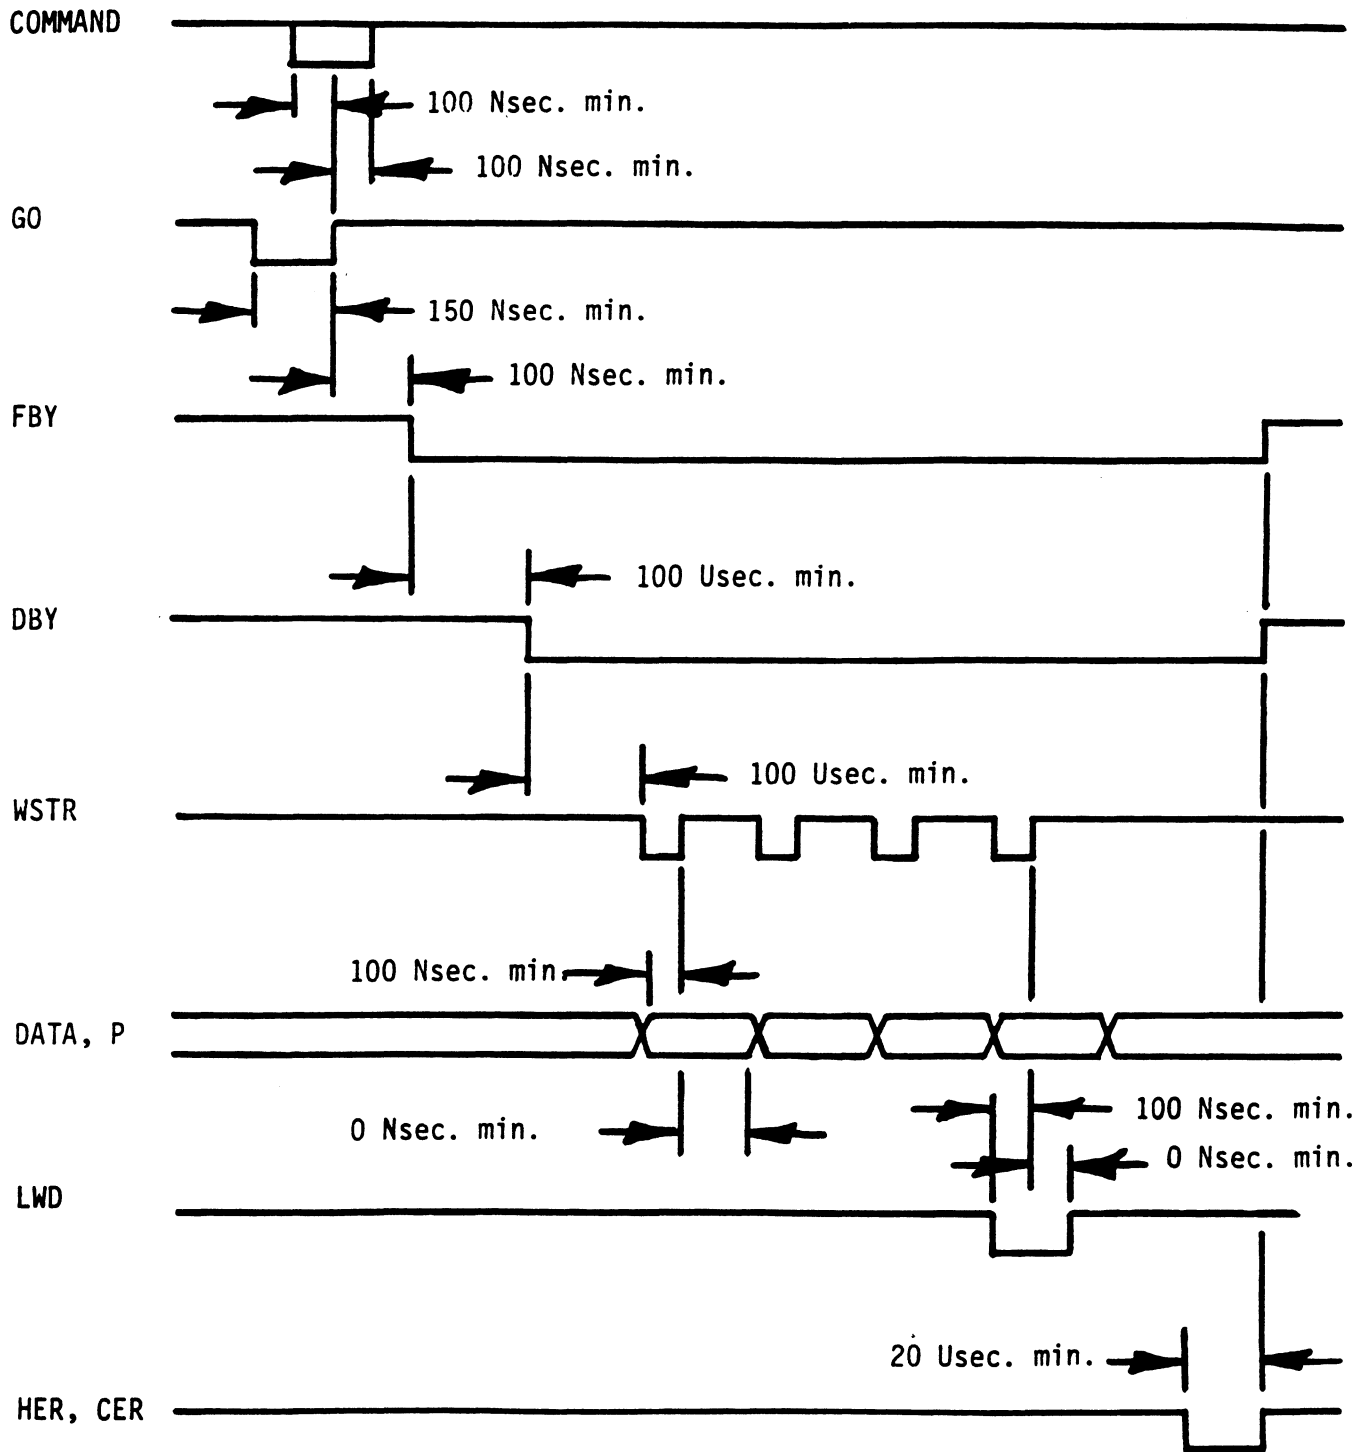 COMMAND
100 Nsec. min.
100 Nsec. min.
GO
150 Nsec. min.
100 Nsec. min.
FBY
100 Usec. min.
DBY
100 Usec. min.
WSTR
100 Nsec. min.
DATA, P
100 Nsec. min.
0 Nsec. min.
0 Nsec. min.
LWD
20 Usec. min.
HER, CER